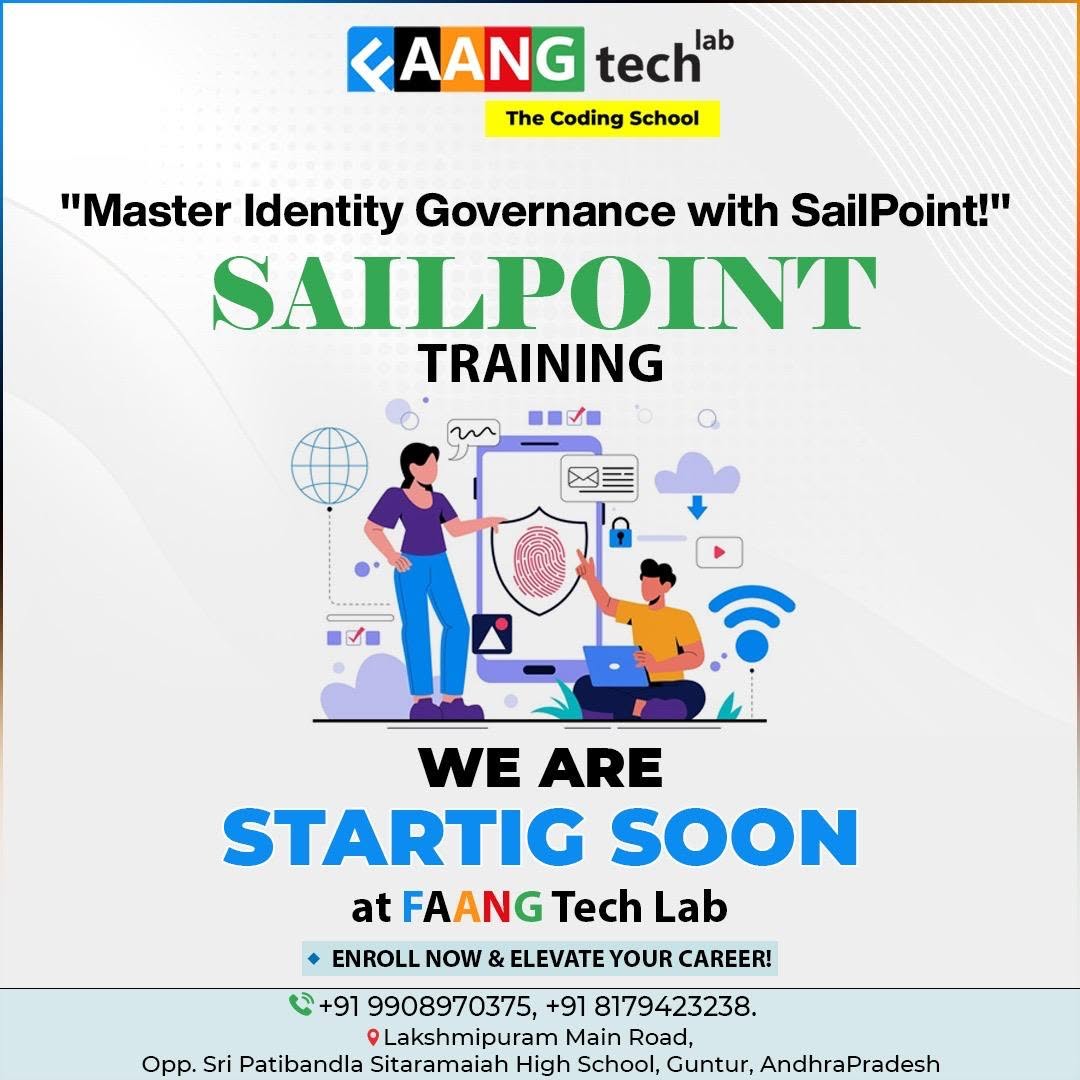 FAANG tech lab
The Coding School
"Master Identity Governance with SailPoint!"
SAILPOINT
TRAINING
WE ARE
STARTIG SOON
at FAANG Tech Lab
ENROLL NOW & ELEVATE YOUR CAREER!
+91 9908970375, +91 8179423238.
Lakshmipuram Main Road,
Opp. Sri Patibandla Sitaramaiah High School, Guntur, AndhraPradesh